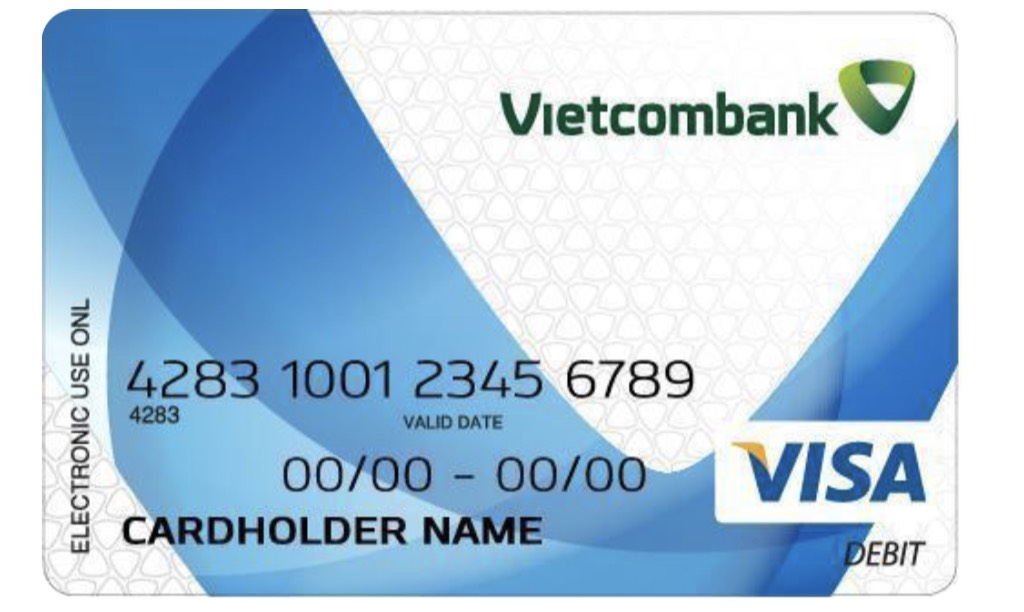 Vietcombank
4283 1001 2345 6789
4283
VALID DATE
00/00 - 00/00
CARDHOLDER NAME
ELECTRONIC USE ONL
VISA
DEBIT